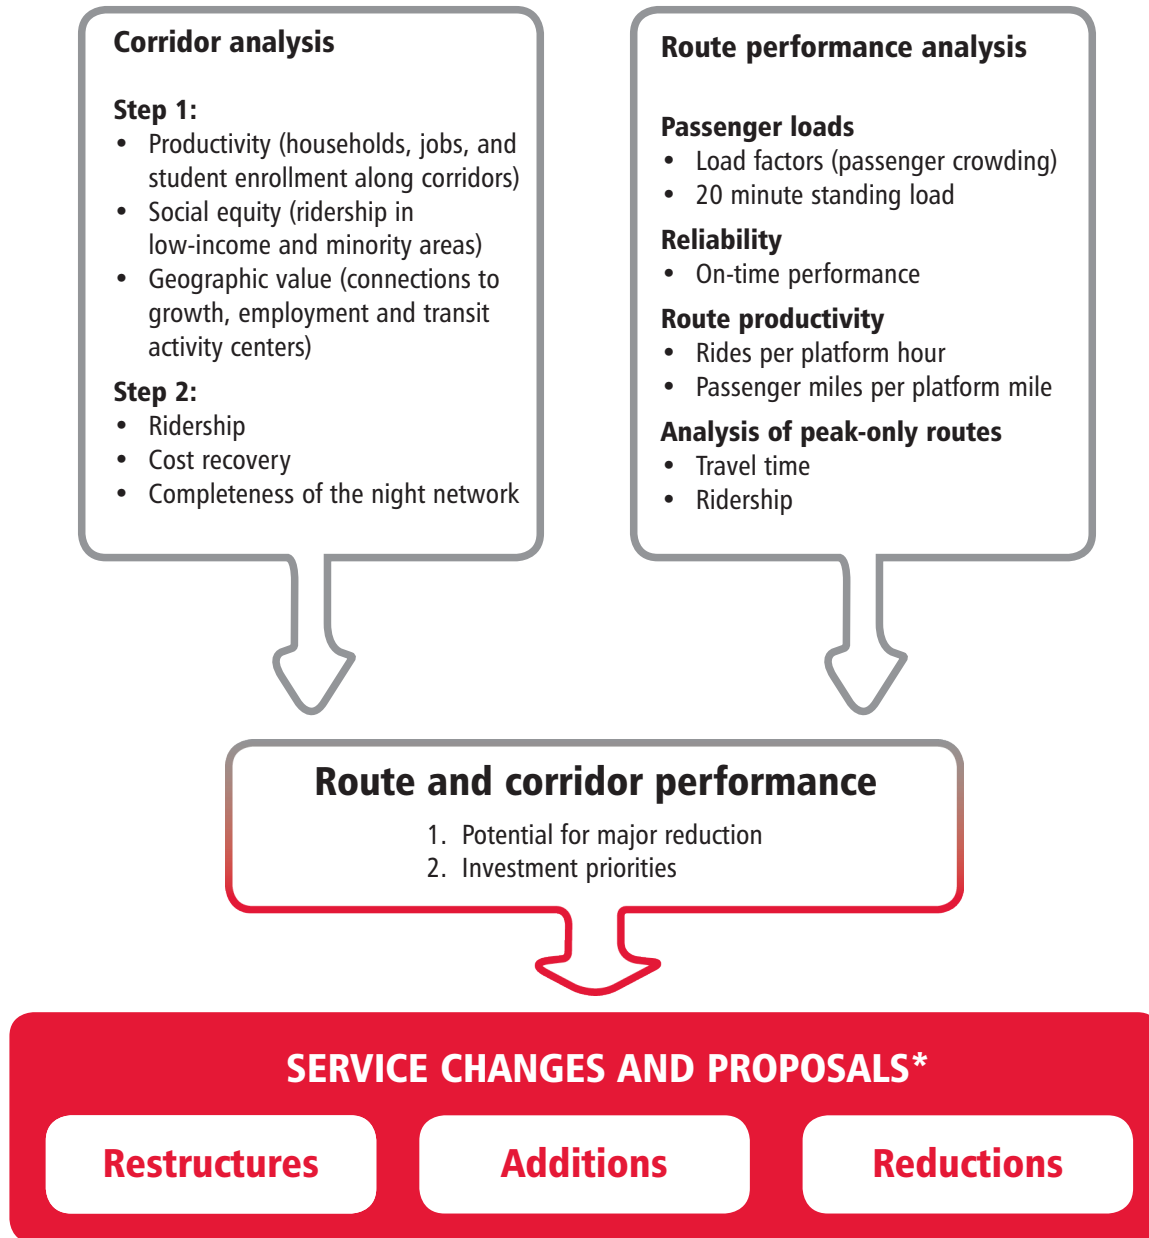 Corridor analysis
Step 1:
• Productivity (households, jobs, and
student enrollment along corridors)
• Social equity (ridership in
low-income and minority areas)
• Geographic value (connections to
growth, employment and transit
activity centers)
Step 2:
• Ridership
• Cost recovery
• Completeness of the night network
Route performance analysis
Passenger loads
• Load factors (passenger crowding)
• 20 minute standing load
Reliability
• On-time performance
Route productivity
• Rides per platform hour
• Passenger miles per platform mile
Analysis of peak-only routes
• Travel time
• Ridership
Route and corridor performance
1. Potential for major reduction
2. Investment priorities
SERVICE CHANGES AND PROPOSALS*
Restructures
Additions
Reductions